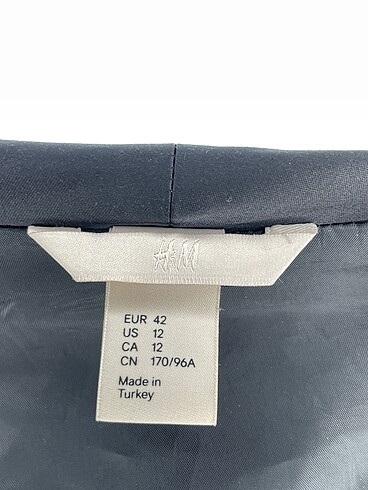 H&M
EUR 42
US 12
CA 12
CN 170/96A
Made in
Turkey